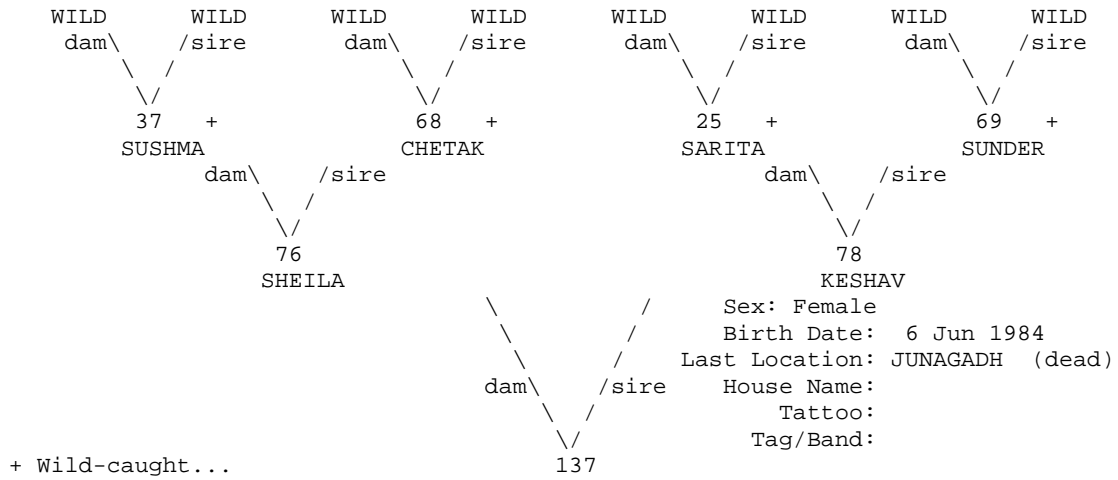 WILD WILD WILD WILD WILD WILD WILD WILD
dam\ /sire dam\ /sire dam\ /sire dam\ /sire
\ / \ / \ / \ /
\/ \/ \/ \/
37 + 68 + 25 + 69 +
SUSHMA CHETAK SARITA SUNDER
dam\ /sire dam\ /sire
\ / \ /
\/ \/
76 78
SHEILA KESHAV
\ / Sex: Female
\ / Birth Date: 6 Jun 1984
\ / Last Location: JUNAGADH (dead)
dam\ /sire House Name:
\ / Tattoo:
\/ Tag/Band:
+ Wild-caught... 137